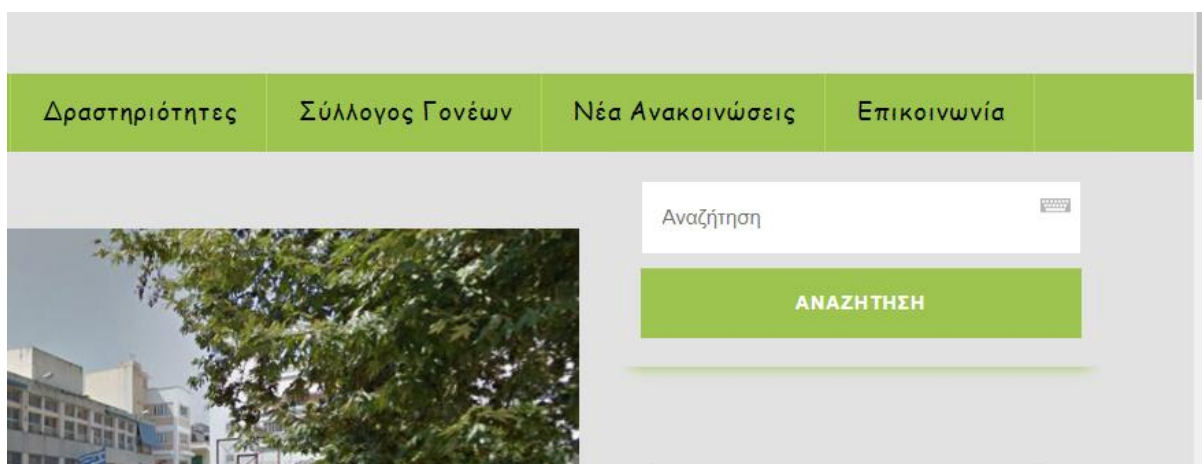 Δραστηριότητες Σύλλογος Γονέων Νέα Ανακοινώσεις Επικοινωνία
Αναζήτηση
ΑΝΑΖΗΤΗΣΗ